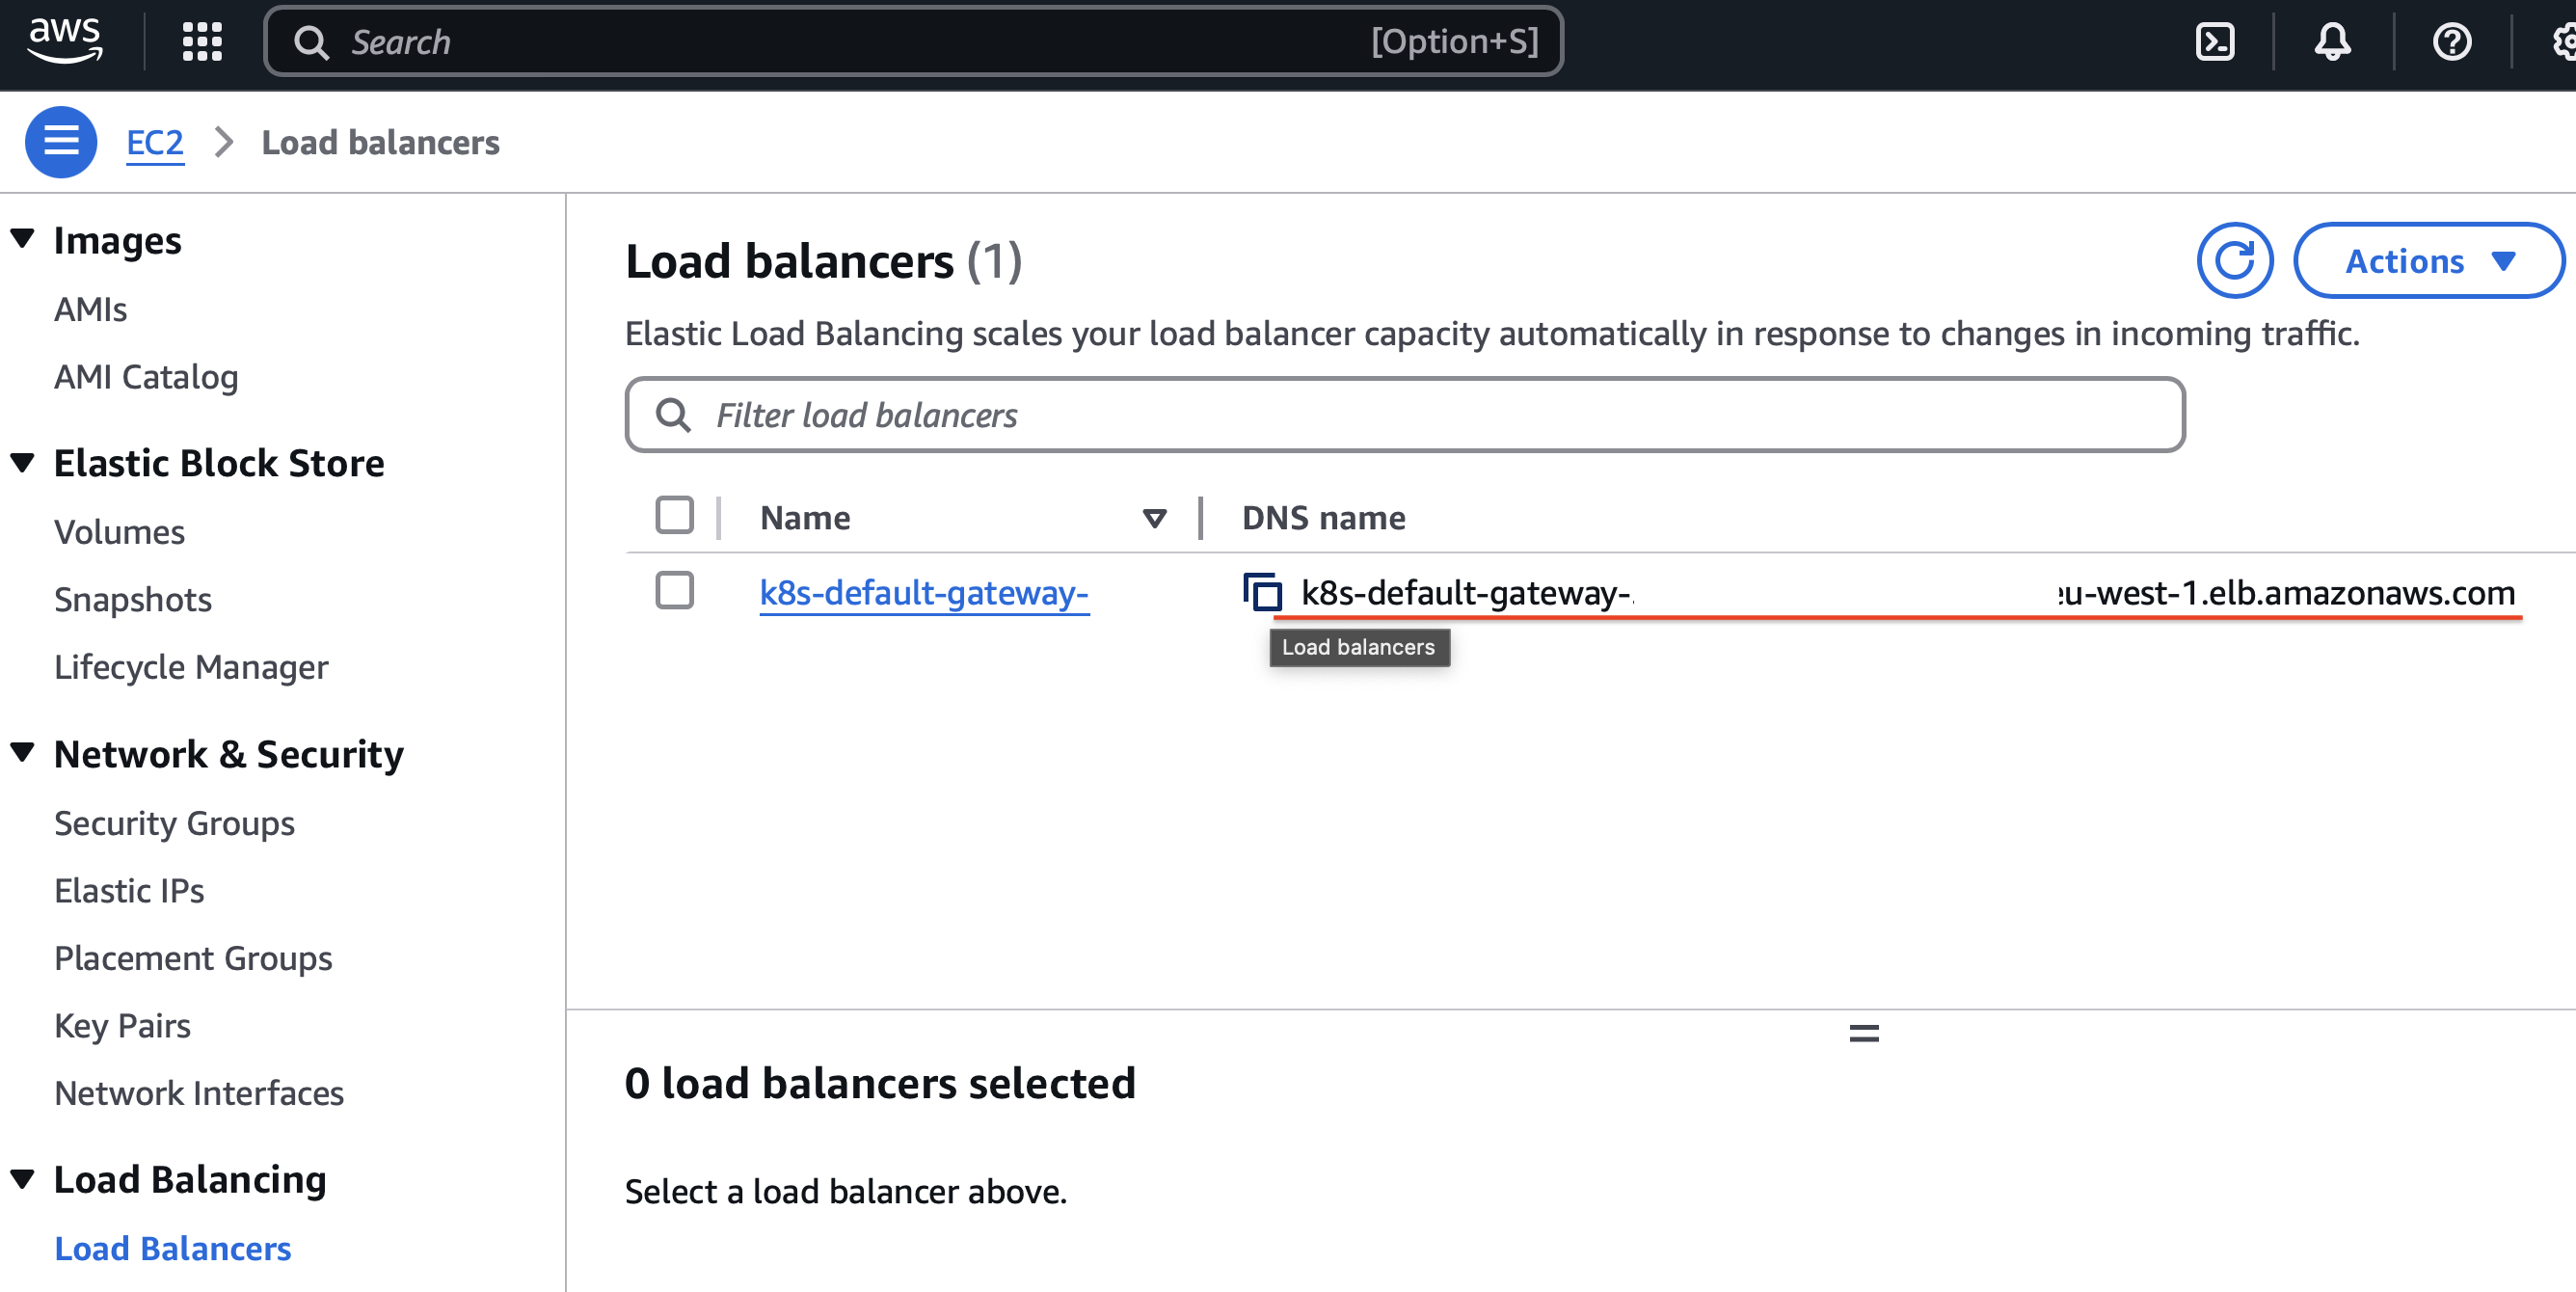 aws
Search [Option+S]
EC2 Load balancers
Images
AMIs
AMI Catalog
Elastic Block Store
Volumes
Snapshots
Lifecycle Manager
Network & Security
Security Groups
Elastic IPs
Placement Groups
Key Pairs
Network Interfaces
Load Balancing
Load Balancers
Load balancers (1)
Actions
Elastic Load Balancing scales your load balancer capacity automatically in response to changes in incoming traffic.
Filter load balancers
Name DNS name
k8s-default-gateway- k8s-default-gateway- eu-west-1.elb.amazonaws.com
Load balancers
0 load balancers selected
Select a load balancer above.